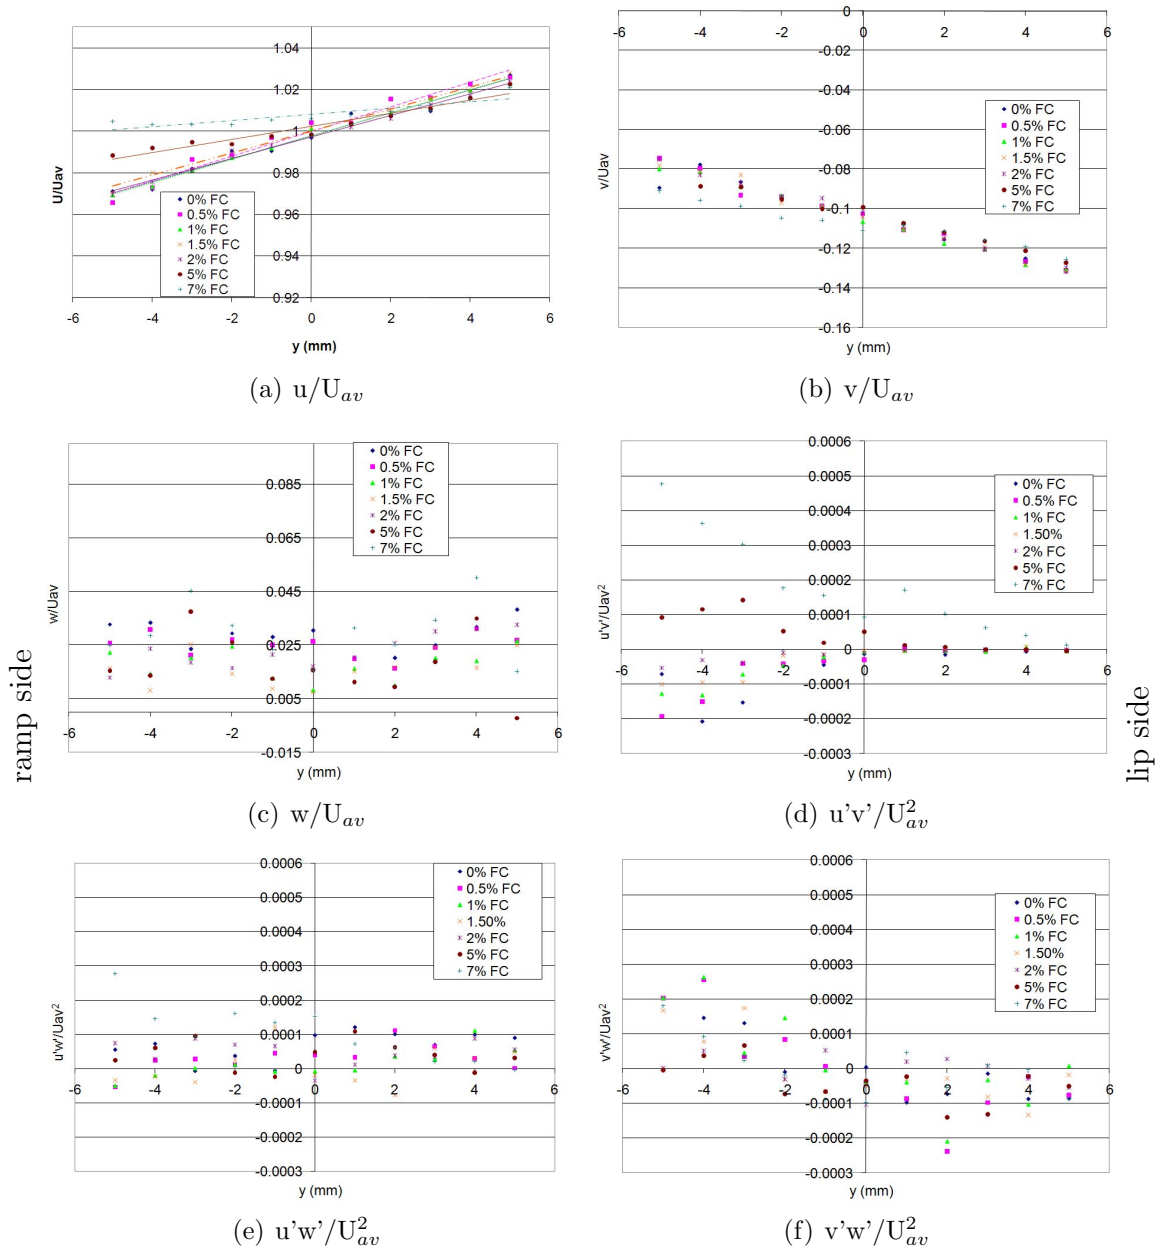 1.04
1.02
1
0.98
0.96
0.94
0.92
-6 -4 -2 0 2 4 6
U/Uav
y (mm)
0% FC
0.5% FC
1% FC
1.5% FC
2% FC
5% FC
7% FC
(a) u/U_av
0
-0.02
-0.04
-0.06
-0.08
-0.1
-0.12
-0.14
-0.16
-6 -4 -2 0 2 4 6
v/Uav
y (mm)
0% FC
0.5% FC
1% FC
1.5% FC
2% FC
5% FC
7% FC
(b) v/U_av
ramp side
0.085
0.065
0.045
0.025
0.005
-0.015
-6 -4 -2 0 2 4 6
w/Uav
y (mm)
0% FC
0.5% FC
1% FC
1.5% FC
2% FC
5% FC
7% FC
(c) w/U_av
0.0006
0.0005
0.0004
0.0003
0.0002
0.0001
0
-0.0001
-0.0002
-0.0003
-6 -4 -2 0 2 4 6
u'v'/Uav²
y (mm)
0% FC
0.5% FC
1% FC
1.50%
2% FC
5% FC
7% FC
(d) u'v'/U²_av
lip side
0.0006
0.0005
0.0004
0.0003
0.0002
0.0001
0
-0.0001
-0.0002
-0.0003
-6 -4 -2 0 2 4 6
u'w'/Uav²
y (mm)
0% FC
0.5% FC
1% FC
1.50%
2% FC
5% FC
7% FC
(e) u'w'/U²_av
0.0006
0.0005
0.0004
0.0003
0.0002
0.0001
0
-0.0001
-0.0002
-0.0003
-6 -4 -2 0 2 4 6
v'w'/Uav²
y (mm)
0% FC
0.5% FC
1% FC
1.50%
2% FC
5% FC
7% FC
(f) v'w'/U²_av